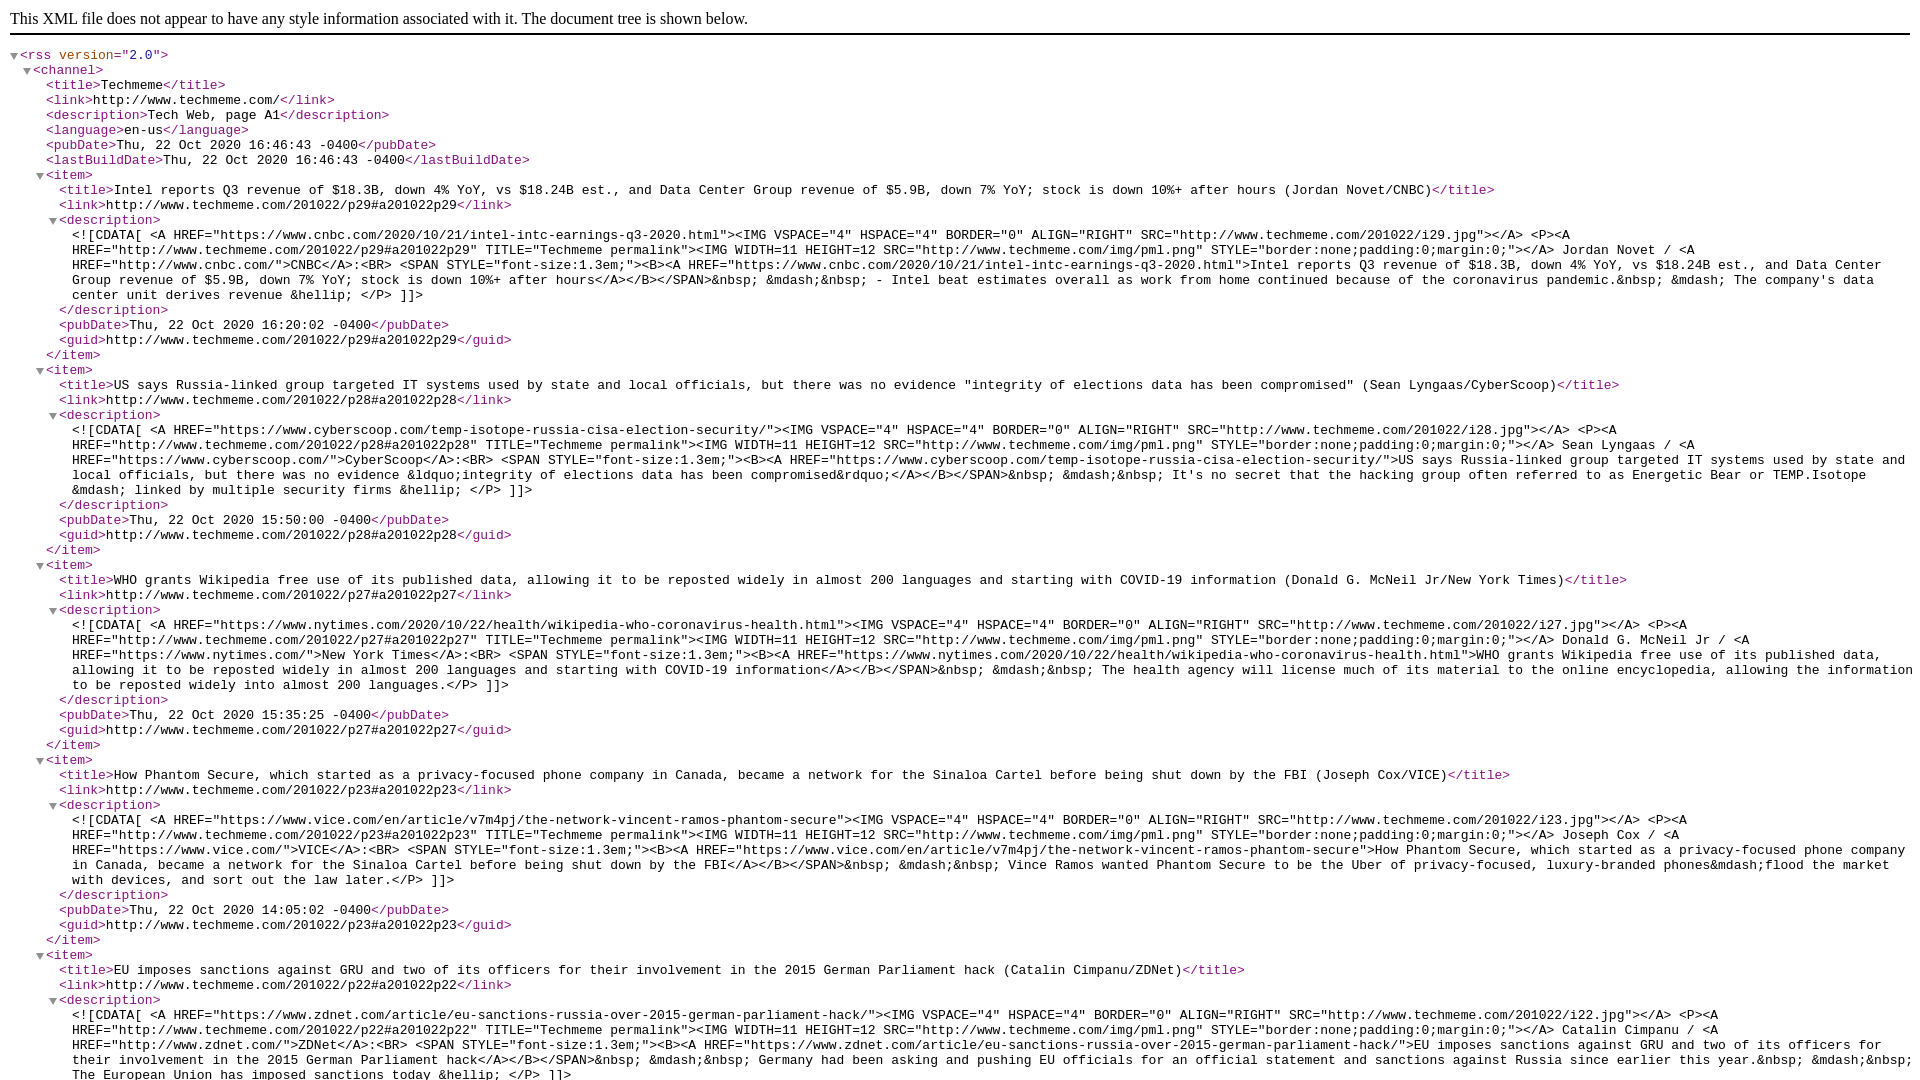 This XML file does not appear to have any style information associated with it. The document tree is shown below.
<rss version="2.0">
<channel>
<title>Techmeme</title>
<link>http://www.techmeme.com/</link>
<description>Tech Web, page A1</description>
<language>en-us</language>
<pubDate>Thu, 22 Oct 2020 16:46:43 -0400</pubDate>
<lastBuildDate>Thu, 22 Oct 2020 16:46:43 -0400</lastBuildDate>
<item>
<title>Intel reports Q3 revenue of $18.3B, down 4% YoY, vs $18.24B est., and Data Center Group revenue of $5.9B, down 7% YoY; stock is down 10%+ after hours (Jordan Novet/CNBC)</title>
<link>http://www.techmeme.com/201022/p29#a201022p29</link>
<description>
<![CDATA[ <A HREF="https://www.cnbc.com/2020/10/21/intel-intc-earnings-q3-2020.html"><IMG VSPACE="4" HSPACE="4" BORDER="0" ALIGN="RIGHT" SRC="http://www.techmeme.com/201022/i29.jpg"></A> <P><A
HREF="http://www.techmeme.com/201022/p29#a201022p29" TITLE="Techmeme permalink"><IMG WIDTH=11 HEIGHT=12 SRC="http://www.techmeme.com/img/pml.png" STYLE="border:none;padding:0;margin:0;"></A> Jordan Novet / <A
HREF="http://www.cnbc.com/">CNBC</A>:<BR> <SPAN STYLE="font-size:1.3em;"><B><A HREF="https://www.cnbc.com/2020/10/21/intel-intc-earnings-q3-2020.html">Intel reports Q3 revenue of $18.3B, down 4% YoY, vs $18.24B est., and Data Center
Group revenue of $5.9B, down 7% YoY; stock is down 10%+ after hours</A></B></SPAN>&nbsp; &mdash;&nbsp; - Intel beat estimates overall as work from home continued because of the coronavirus pandemic.&nbsp; &mdash; The company's data
center unit derives revenue &hellip; </P> ]]>
</description>
<pubDate>Thu, 22 Oct 2020 16:20:02 -0400</pubDate>
<guid>http://www.techmeme.com/201022/p29#a201022p29</guid>
</item>
<item>
<title>US says Russia-linked group targeted IT systems used by state and local officials, but there was no evidence "integrity of elections data has been compromised" (Sean Lyngaas/CyberScoop)</title>
<link>http://www.techmeme.com/201022/p28#a201022p28</link>
<description>
<![CDATA[ <A HREF="https://www.cyberscoop.com/temp-isotope-russia-cisa-election-security/"><IMG VSPACE="4" HSPACE="4" BORDER="0" ALIGN="RIGHT" SRC="http://www.techmeme.com/201022/i28.jpg"></A> <P><A
HREF="http://www.techmeme.com/201022/p28#a201022p28" TITLE="Techmeme permalink"><IMG WIDTH=11 HEIGHT=12 SRC="http://www.techmeme.com/img/pml.png" STYLE="border:none;padding:0;margin:0;"></A> Sean Lyngaas / <A
HREF="https://www.cyberscoop.com/">CyberScoop</A>:<BR> <SPAN STYLE="font-size:1.3em;"><B><A HREF="https://www.cyberscoop.com/temp-isotope-russia-cisa-election-security/">US says Russia-linked group targeted IT systems used by state and
local officials, but there was no evidence &ldquo;integrity of elections data has been compromised&rdquo;</A></B></SPAN>&nbsp; &mdash;&nbsp; It's no secret that the hacking group often referred to as Energetic Bear or TEMP.Isotope
&mdash; linked by multiple security firms &hellip; </P> ]]>
</description>
<pubDate>Thu, 22 Oct 2020 15:50:00 -0400</pubDate>
<guid>http://www.techmeme.com/201022/p28#a201022p28</guid>
</item>
<item>
<title>WHO grants Wikipedia free use of its published data, allowing it to be reposted widely in almost 200 languages and starting with COVID-19 information (Donald G. McNeil Jr/New York Times)</title>
<link>http://www.techmeme.com/201022/p27#a201022p27</link>
<description>
<![CDATA[ <A HREF="https://www.nytimes.com/2020/10/22/health/wikipedia-who-coronavirus-health.html"><IMG VSPACE="4" HSPACE="4" BORDER="0" ALIGN="RIGHT" SRC="http://www.techmeme.com/201022/i27.jpg"></A> <P><A
HREF="http://www.techmeme.com/201022/p27#a201022p27" TITLE="Techmeme permalink"><IMG WIDTH=11 HEIGHT=12 SRC="http://www.techmeme.com/img/pml.png" STYLE="border:none;padding:0;margin:0;"></A> Donald G. McNeil Jr / <A
HREF="https://www.nytimes.com/">New York Times</A>:<BR> <SPAN STYLE="font-size:1.3em;"><B><A HREF="https://www.nytimes.com/2020/10/22/health/wikipedia-who-coronavirus-health.html">WHO grants Wikipedia free use of its published data,
allowing it to be reposted widely in almost 200 languages and starting with COVID-19 information</A></B></SPAN>&nbsp; &mdash;&nbsp; The health agency will license much of its material to the online encyclopedia, allowing the information
to be reposted widely into almost 200 languages.</P> ]]>
</description>
<pubDate>Thu, 22 Oct 2020 15:35:25 -0400</pubDate>
<guid>http://www.techmeme.com/201022/p27#a201022p27</guid>
</item>
<item>
<title>How Phantom Secure, which started as a privacy-focused phone company in Canada, became a network for the Sinaloa Cartel before being shut down by the FBI (Joseph Cox/VICE)</title>
<link>http://www.techmeme.com/201022/p23#a201022p23</link>
<description>
<![CDATA[ <A HREF="https://www.vice.com/en/article/v7m4pj/the-network-vincent-ramos-phantom-secure"><IMG VSPACE="4" HSPACE="4" BORDER="0" ALIGN="RIGHT" SRC="http://www.techmeme.com/201022/i23.jpg"></A> <P><A
HREF="http://www.techmeme.com/201022/p23#a201022p23" TITLE="Techmeme permalink"><IMG WIDTH=11 HEIGHT=12 SRC="http://www.techmeme.com/img/pml.png" STYLE="border:none;padding:0;margin:0;"></A> Joseph Cox / <A
HREF="https://www.vice.com/">VICE</A>:<BR> <SPAN STYLE="font-size:1.3em;"><B><A HREF="https://www.vice.com/en/article/v7m4pj/the-network-vincent-ramos-phantom-secure">How Phantom Secure, which started as a privacy-focused phone company
in Canada, became a network for the Sinaloa Cartel before being shut down by the FBI</A></B></SPAN>&nbsp; &mdash;&nbsp; Vince Ramos wanted Phantom Secure to be the Uber of privacy-focused, luxury-branded phones&mdash;flood the market
with devices, and sort out the law later.</P> ]]>
</description>
<pubDate>Thu, 22 Oct 2020 14:05:02 -0400</pubDate>
<guid>http://www.techmeme.com/201022/p23#a201022p23</guid>
</item>
<item>
<title>EU imposes sanctions against GRU and two of its officers for their involvement in the 2015 German Parliament hack (Catalin Cimpanu/ZDNet)</title>
<link>http://www.techmeme.com/201022/p22#a201022p22</link>
<description>
<![CDATA[ <A HREF="https://www.zdnet.com/article/eu-sanctions-russia-over-2015-german-parliament-hack/"><IMG VSPACE="4" HSPACE="4" BORDER="0" ALIGN="RIGHT" SRC="http://www.techmeme.com/201022/i22.jpg"></A> <P><A
HREF="http://www.techmeme.com/201022/p22#a201022p22" TITLE="Techmeme permalink"><IMG WIDTH=11 HEIGHT=12 SRC="http://www.techmeme.com/img/pml.png" STYLE="border:none;padding:0;margin:0;"></A> Catalin Cimpanu / <A
HREF="http://www.zdnet.com/">ZDNet</A>:<BR> <SPAN STYLE="font-size:1.3em;"><B><A HREF="https://www.zdnet.com/article/eu-sanctions-russia-over-2015-german-parliament-hack/">EU imposes sanctions against GRU and two of its officers for
their involvement in the 2015 German Parliament hack</A></B></SPAN>&nbsp; &mdash;&nbsp; Germany had been asking and pushing EU officials for an official statement and sanctions against Russia since earlier this year.&nbsp; &mdash;&nbsp;
The European Union has imposed sanctions today &hellip; </P> ]]>